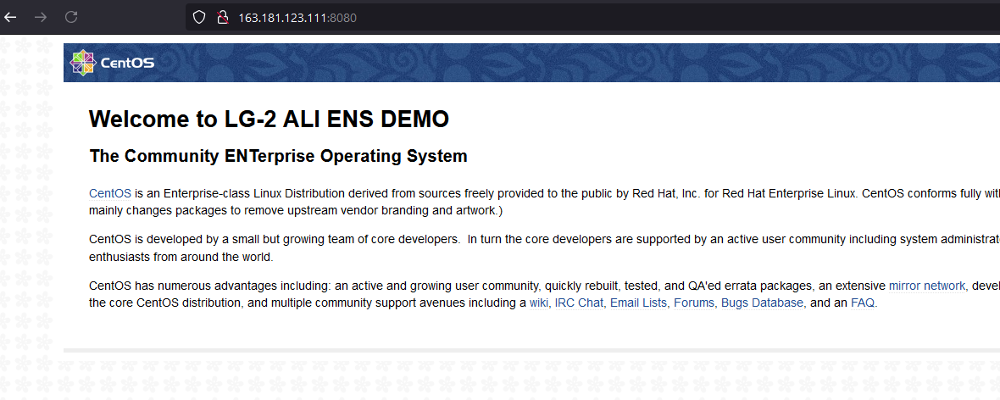 163.181.123.111:8080
CentOS
Welcome to LG-2 ALI ENS DEMO
The Community ENTerprise Operating System
CentOS is an Enterprise-class Linux Distribution derived from sources freely provided to the public by Red Hat, Inc. for Red Hat Enterprise Linux. CentOS conforms fully
mainly changes packages to remove upstream vendor branding and artwork.)
CentOS is developed by a small but growing team of core developers. In turn the core developers are supported by an active user community including system
enthusiasts from around the world.
CentOS has numerous advantages including: an active and growing user community, quickly rebuilt, tested, and QA'ed errata packages, an extensive mirror network,
the core CentOS distribution, and multiple community support avenues including a wiki, IRC Chat, Email Lists, Forums, Bugs Database, and an FAQ.